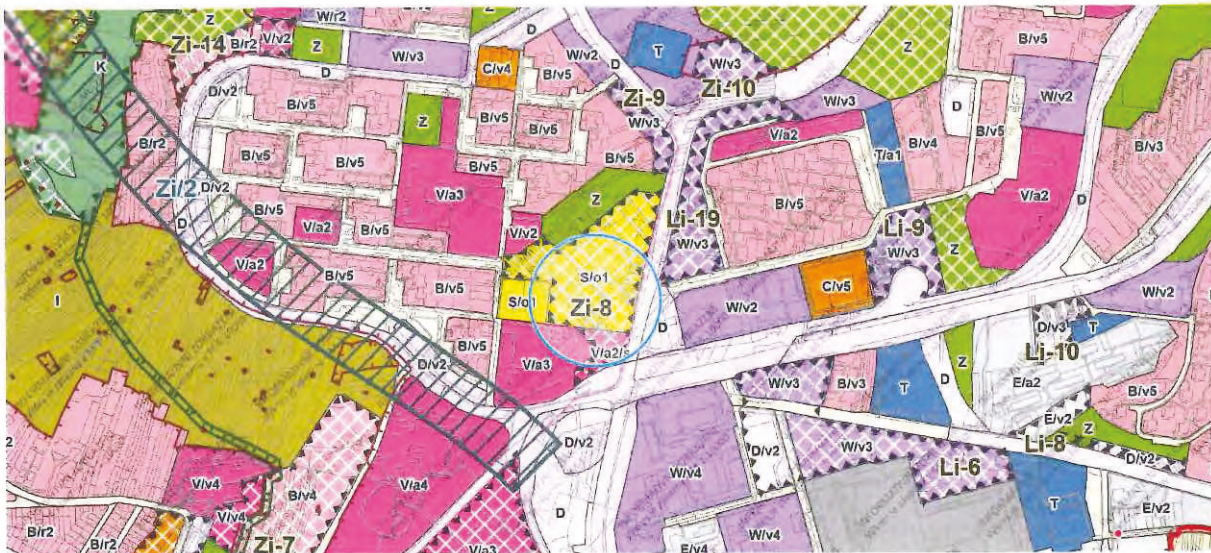 Z
Zi-14
B/r2
V/v2
Z
W/v2
W/v3
D
C/v4
B/v5
W/v2
T
W/v3
Zi-10
Z
D
B/v5
W/v2
K
D/v2
D
B/v5
B/v5
Zi-9
W/v3
W/v3
B/r2
Z
B/v5
B/v5
V/a2
T/a1
B/v4
D
B/v5
B/v3
B/v5
B/v5
B/v5
B/v5
Zi/2
D/v2
V/a3
B/v5
V/a2
B/v5
V/a2
B/v5
Z
Li-19
Li-9
D
D
V/v2
W/v3
W/v3
Z
V/a2
B/v5
B/v5
S/o1
I
S/o1
Zi-8
D
W/v2
C/v5
W/v2
D/v3
T
Li-10
V/a3
V/a2/s
D/v2
W/v3
B/v3
T
D
Z
E/a2
B/v5
E/v2
Z
Li-8
D/v2
D/v2
V/v4
B/v4
V/a4
W/v4
D/v2
W/v3
Li-6
T
V/v4
D
B/r2
B/r2
Zi-7
V/a3
E/v4
W/v4
E/v2